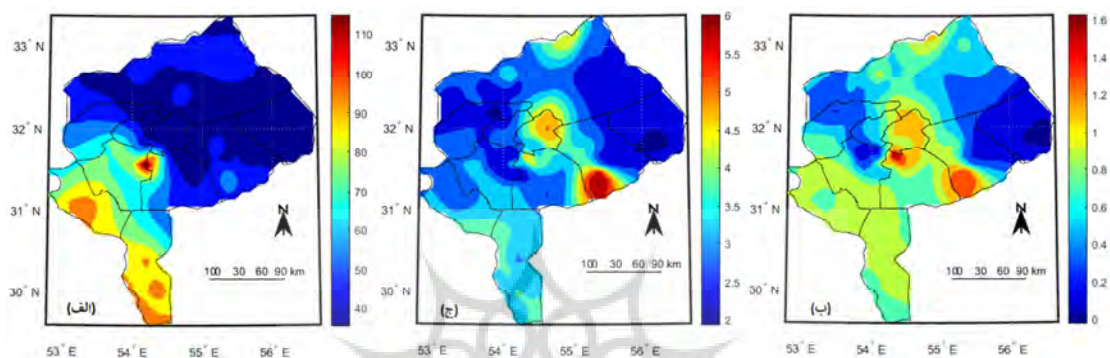 33° N
32° N
31° N
30° N
53° E 54° E 55° E 56° E
N
100 30 60 90 km
(الف)
110
100
90
80
70
60
50
40
33° N
32° N
31° N
30° N
53° E 54° E 55° E 56° E
N
100 30 60 90 km
(ج)
6
5.5
5
4.5
4
3.5
3
2.5
2
33° N
32° N
31° N
30° N
53° E 54° E 55° E 56° E
N
100 30 60 90 km
(ب)
1.6
1.4
1.2
1
0.8
0.6
0.4
0.2
0